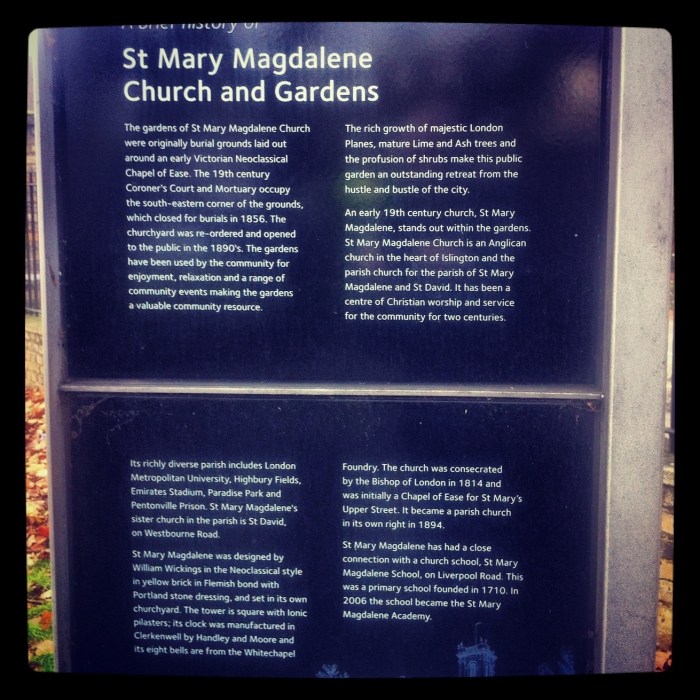 A brief history of
St Mary Magdalene
Church and Gardens
The gardens of St Mary Magdalene Church
were originally burial grounds laid out
around an early Victorian Neoclassical
Chapel of Ease. The 19th century
Coroner's Court and Mortuary occupy
the south-eastern corner of the grounds,
which closed for burials in 1856. The
churchyard was re-ordered and opened
to the public in the 1890's. The gardens
have been used by the community for
enjoyment, relaxation and a range of
community events making the gardens
a valuable community resource.
The rich growth of majestic London
Planes, mature Lime and Ash trees and
the profusion of shrubs make this public
garden an outstanding retreat from the
hustle and bustle of the city.
An early 19th century church, St Mary
Magdalene, stands out within the gardens.
St Mary Magdalene Church is an Anglican
church in the heart of Islington and the
parish church for the parish of St Mary
Magdalene and St David. It has been a
centre of Christian worship and service
for the community for two centuries.
Its richly diverse parish includes London
Metropolitan University, Highbury Fields,
Emirates Stadium, Paradise Park and
Pentonville Prison. St Mary Magdalene's
sister church in the parish is St David,
on Westbourne Road.
St Mary Magdalene was designed by
William Wickings in the Neoclassical style
in yellow brick in Flemish bond with
Portland stone dressing, and set in its own
churchyard. The tower is square with Ionic
pilasters; its clock was manufactured in
Clerkenwell by Handley and Moore and
its eight bells are from the Whitechapel
Foundry. The church was consecrated
by the Bishop of London in 1814 and
was initially a Chapel of Ease for St Mary's
Upper Street. It became a parish church
in its own right in 1894.
St Mary Magdalene has had a close
connection with a church school, St Mary
Magdalene School, on Liverpool Road. This
was a primary school founded in 1710. In
2006 the school became the St Mary
Magdalene Academy.